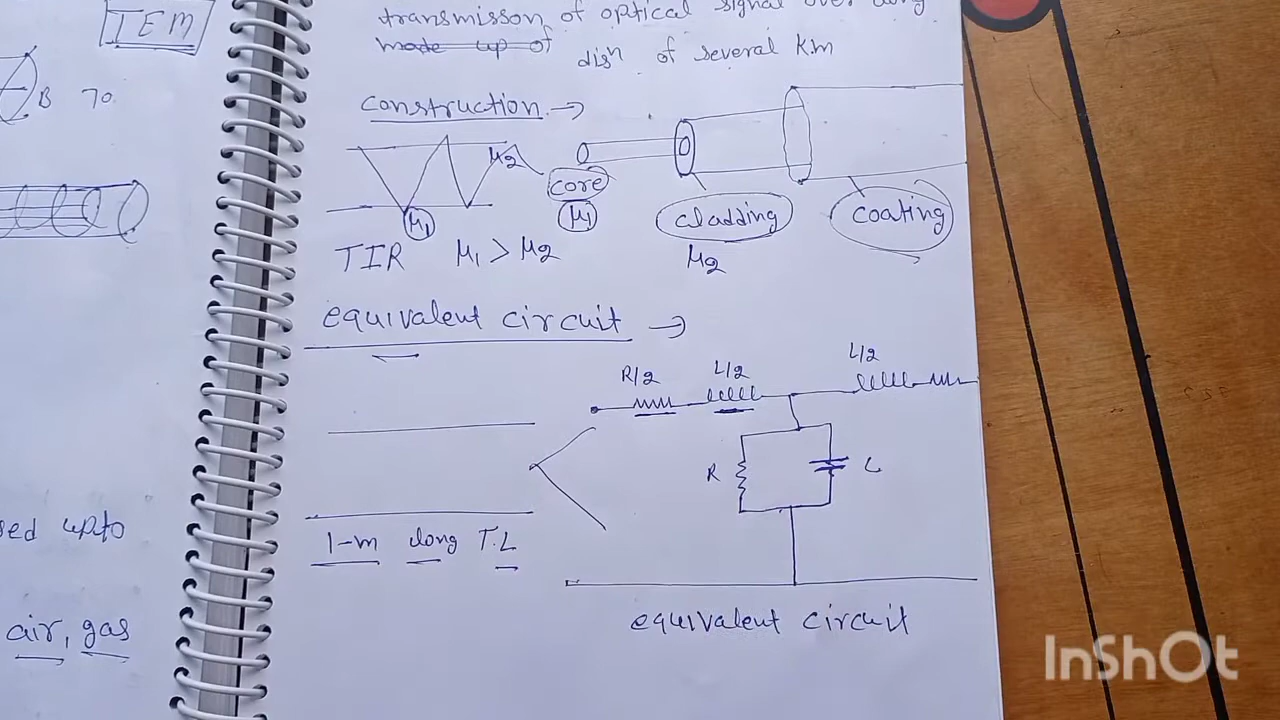 TEM
B 70
sed upto
air, gas
transmisson of optical signal over long
made up of disⁿ of several Km
construction →
μ2
core
μ1
μ1
cladding
coating
TIR μ1 > μ2
μ2
equivalent circuit →
R/2 L/2 L/2
R
C
1-m long T.L
equivalent circuit
InShOt